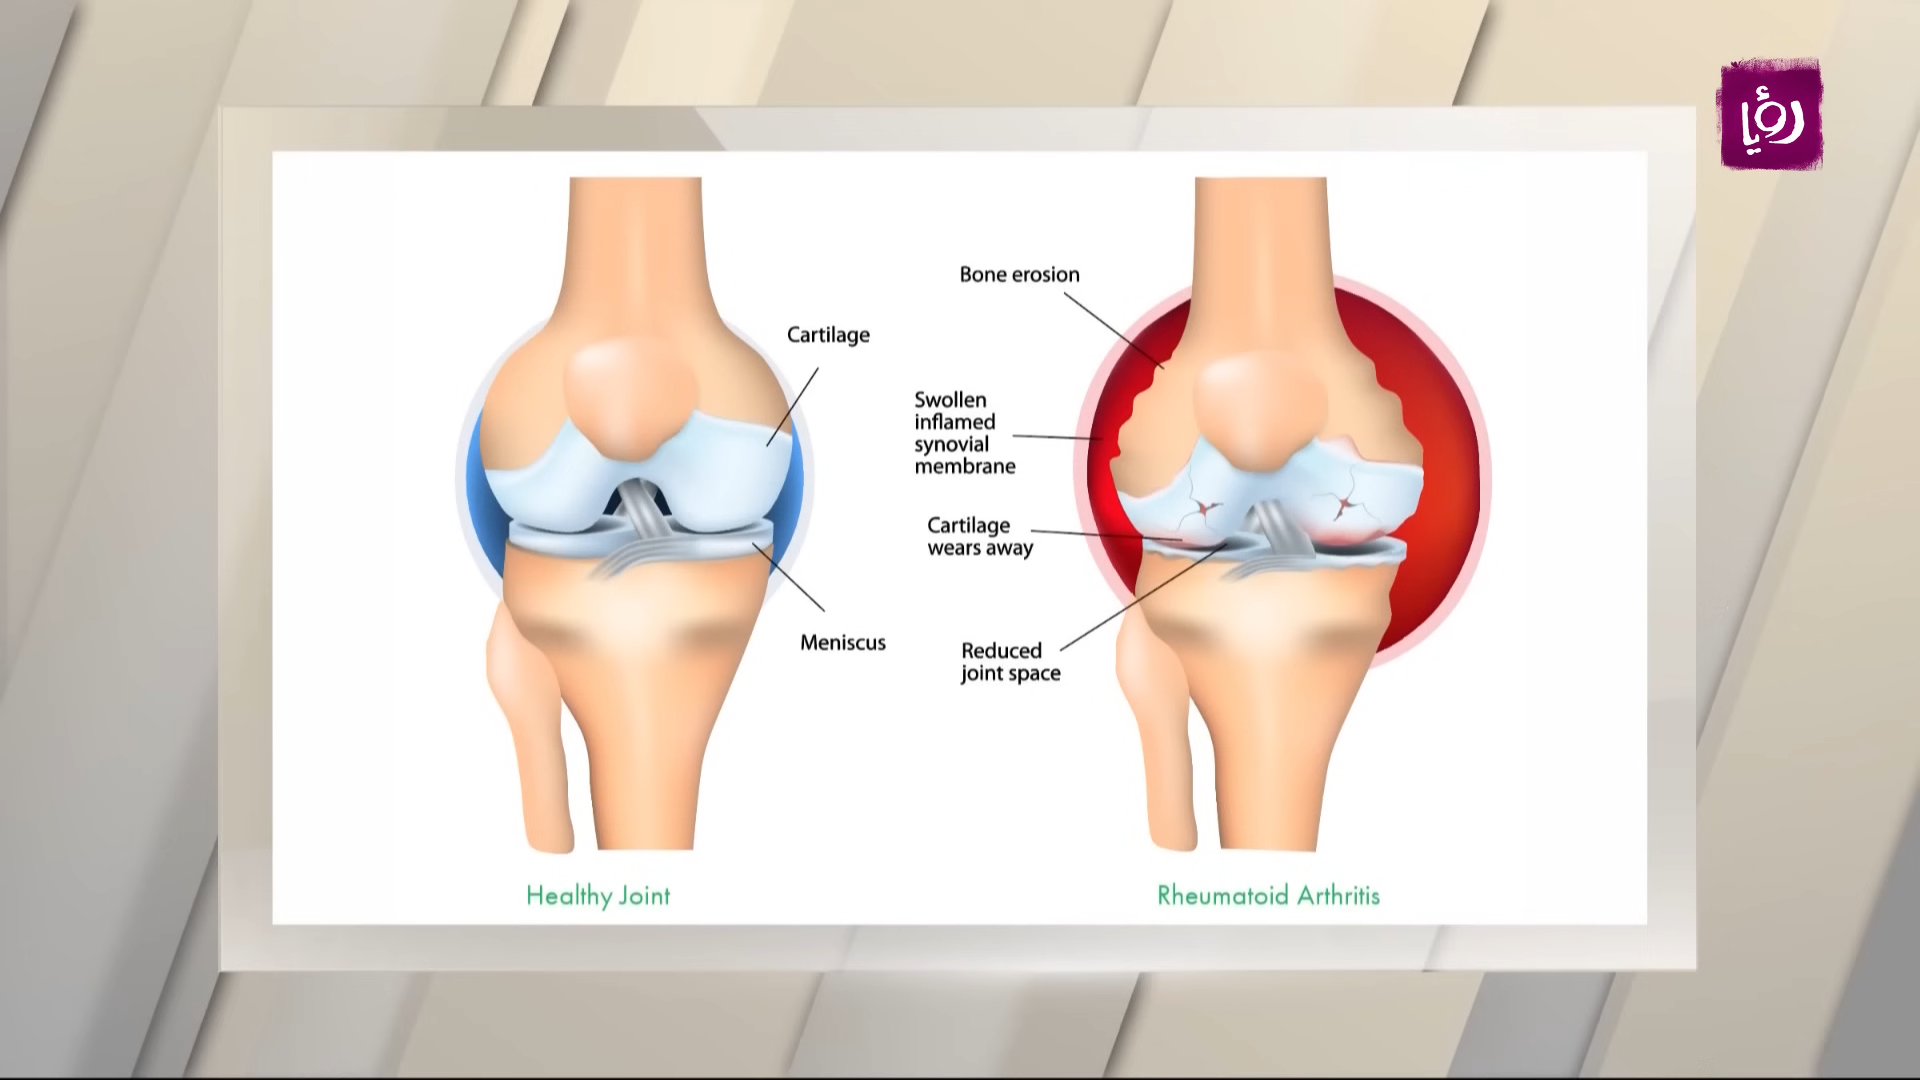 رؤيا
Cartilage
Meniscus
Healthy Joint
Bone erosion
Swollen
inflamed
synovial
membrane
Cartilage
wears away
Reduced
joint space
Rheumatoid Arthritis